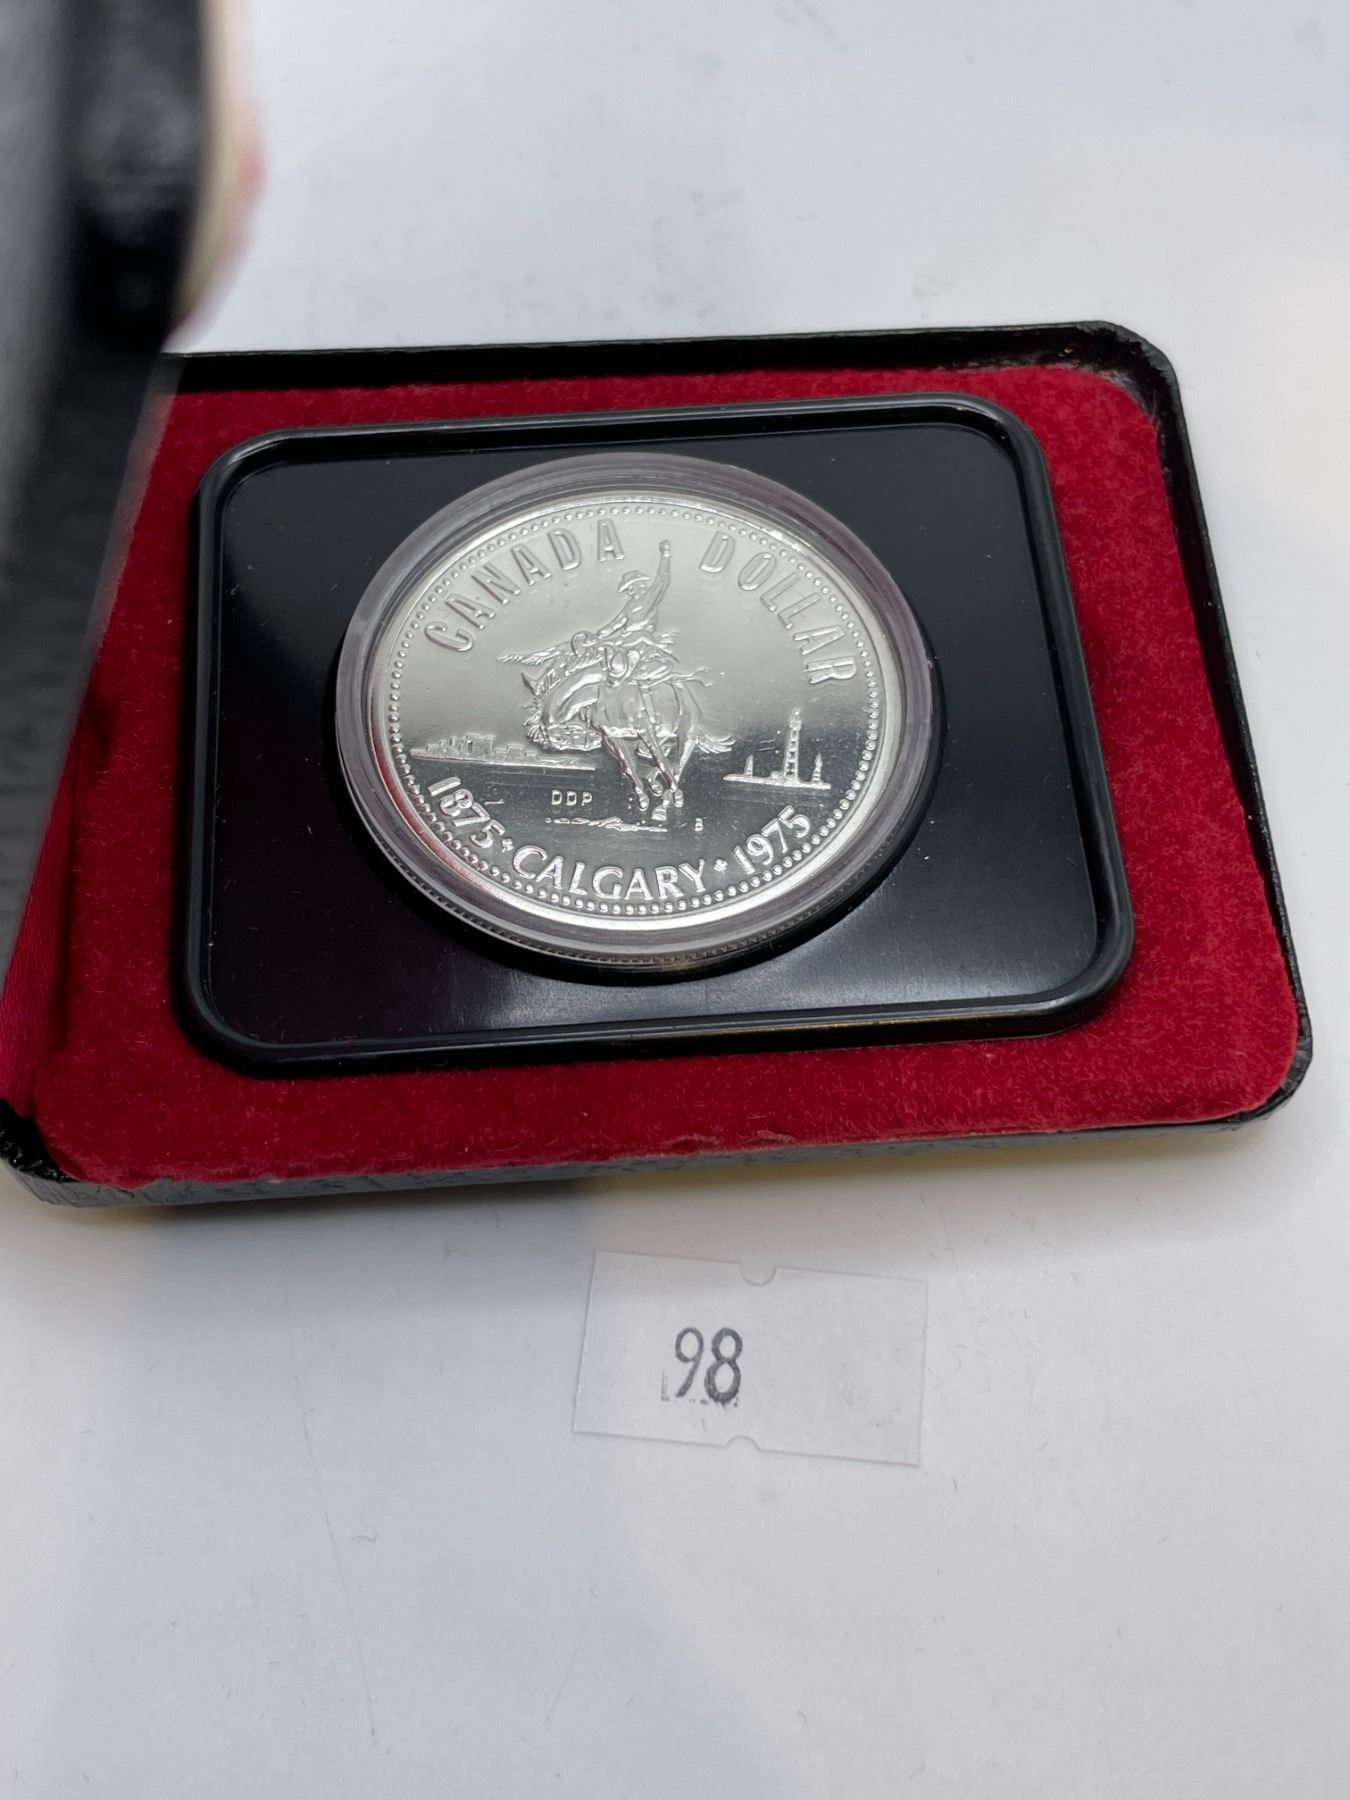 CANADA DOLLAR
DDP
B
1875 • CALGARY • 1975
98